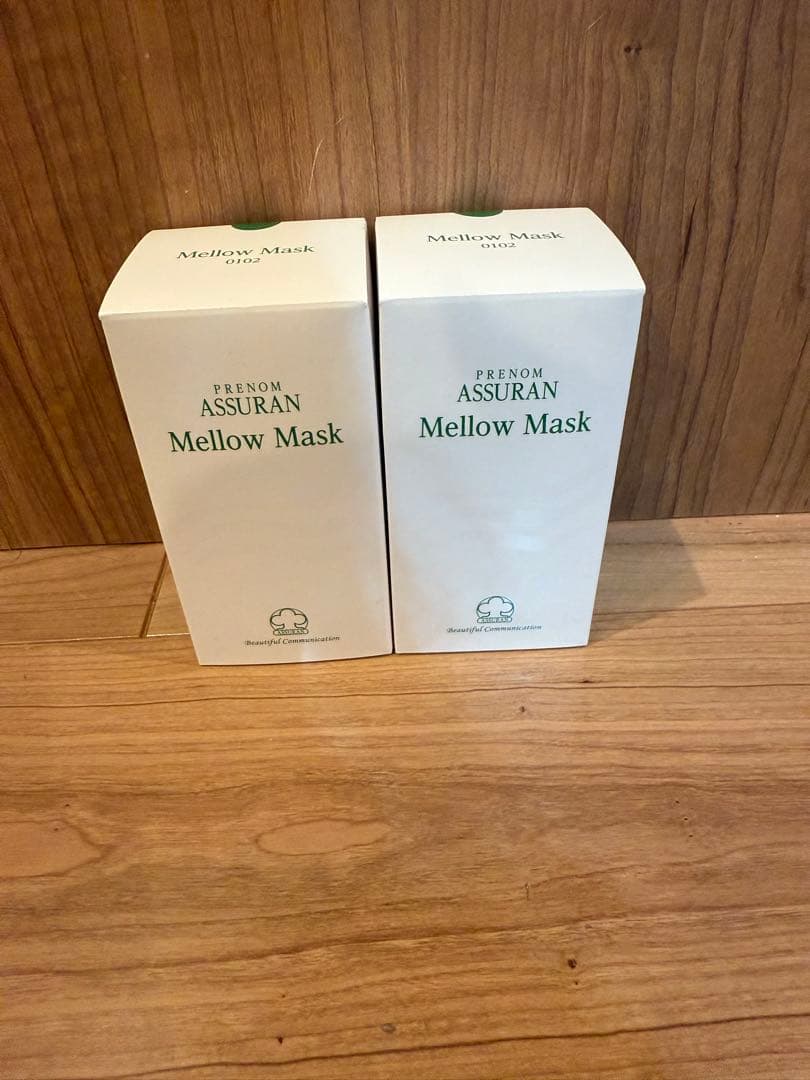 Mellow Mask
0102
PRENOM
ASSURAN
Mellow Mask
ASSURAN
Beautiful Communication
Mellow Mask
0102
PRENOM
ASSURAN
Mellow Mask
ASSURAN
Beautiful Communication